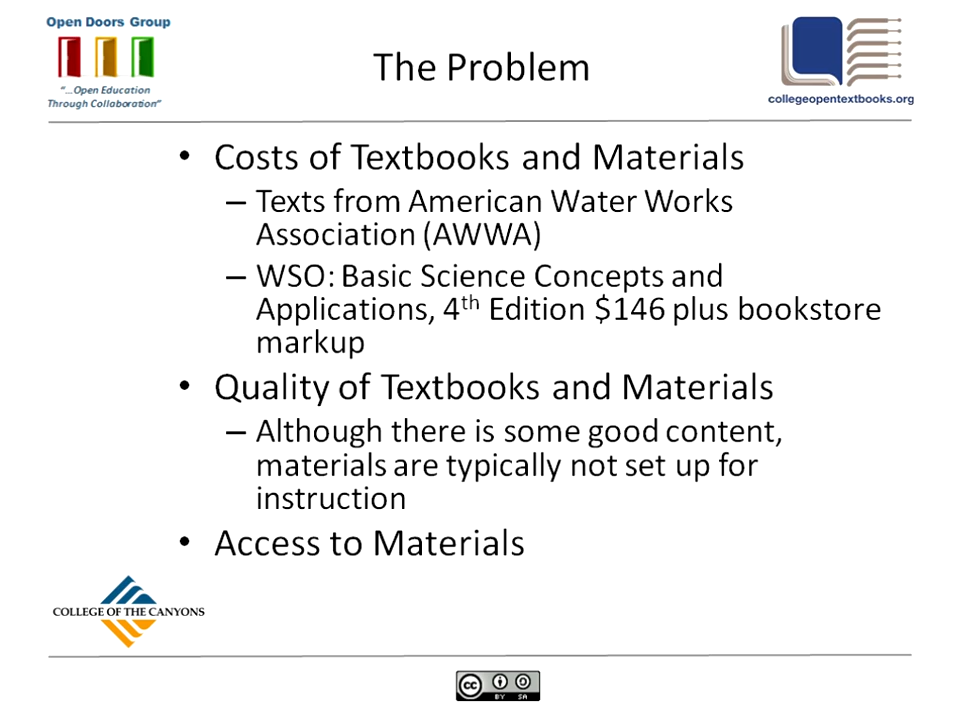 Open Doors Group
"...Open Education
Through Collaboration"
The Problem
collegeopentextbooks.org
• Costs of Textbooks and Materials
– Texts from American Water Works
Association (AWWA)
– WSO: Basic Science Concepts and
Applications, 4th Edition $146 plus bookstore
markup
• Quality of Textbooks and Materials
– Although there is some good content,
materials are typically not set up for
instruction
• Access to Materials
COLLEGE OF THE CANYONS
cc
BY SA